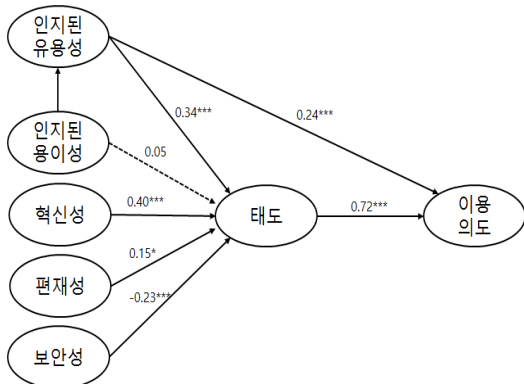 인지된
유용성
0.34***
0.24***
인지된
용이성
0.05
혁신성
0.40***
태도
0.72***
이용
의도
편재성
0.15*
-0.23***
보안성